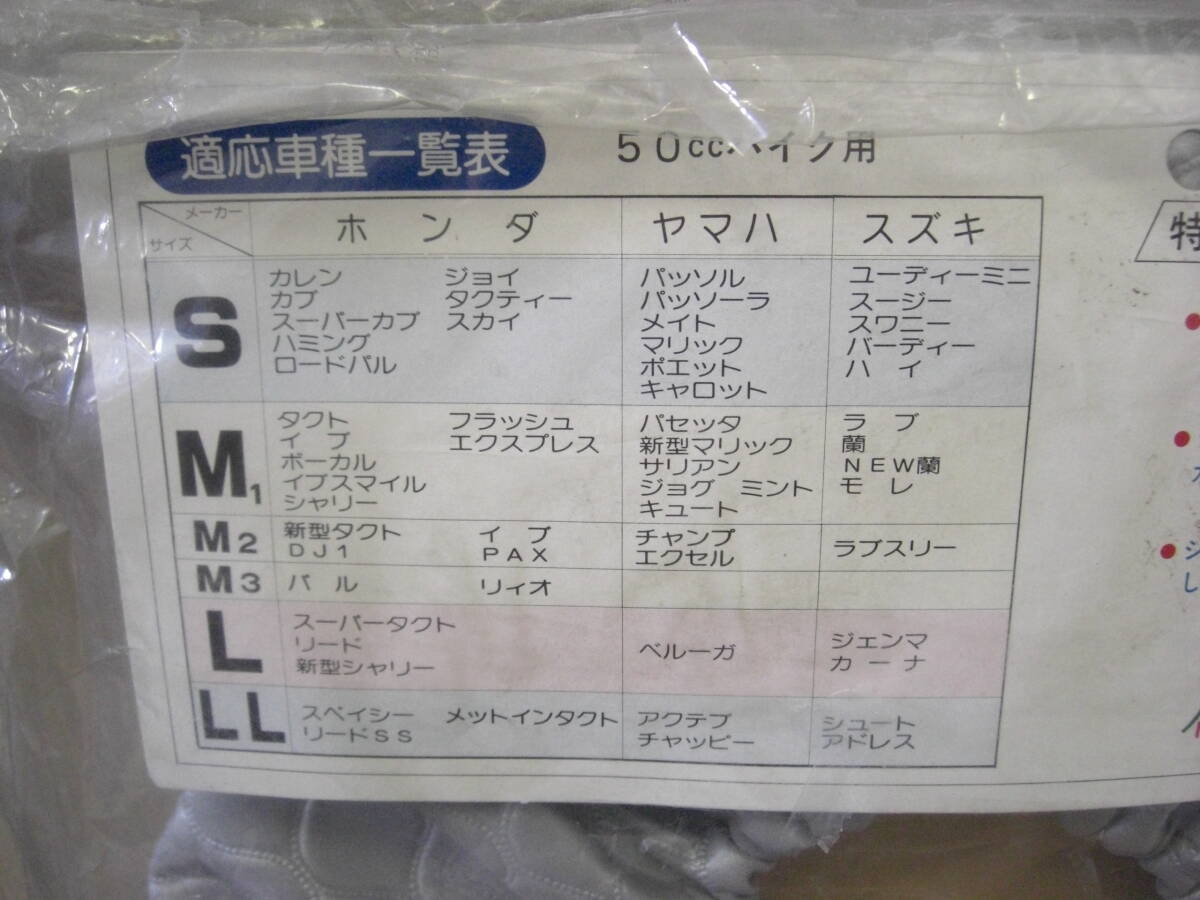 適応車種一覧表 50ccバイク用
メーカー
サイズ
ホンダ ヤマハ スズキ
S
カレン ジョイ パッソル ユーディーミニ
カブ タクティー パッソーラ スージー
スーパーカブ スカイ メイト スワニー
ハミング マリック バーディー
ロードパル ポエット ハイ
キャロット
M1
タクト フラッシュ パセッタ ラブ
イブ エクスプレス 新型マリック 蘭
ボーカル サリアン NEW蘭
イブスマイル ジョグ ミント モレ
シャリー キュート
M2
新型タクト イブ チャンプ ラブスリー
DJ1 PAX エクセル
M3 パル リィオ
L
スーパータクト ベルーガ ジェンマ
リード カーナ
新型シャリー
LL
スペイシー メットインタクト アクテブ シュート
リードSS チャッピー アドレス
特
し